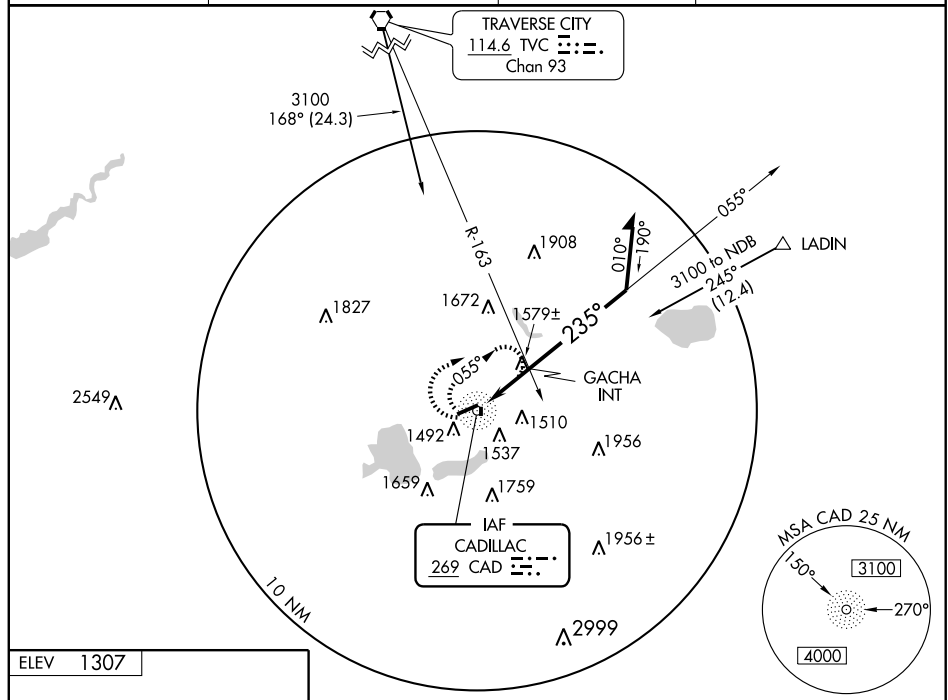 TRAVERSE CITY
114.6 TVC
Chan 93
3100
168° (24.3)
R-163
055°
LADIN
3100 to NDB
245°
(12.4)
010°
190°
1908
1827
1672
1579±
235°
055°
GACHA
INT
2549
1492
1510
1537
1956
1659
1759
IAF
CADILLAC
269 CAD
1956±
2999
10 NM
MSA CAD 25 NM
150°
3100
270°
4000
ELEV 1307